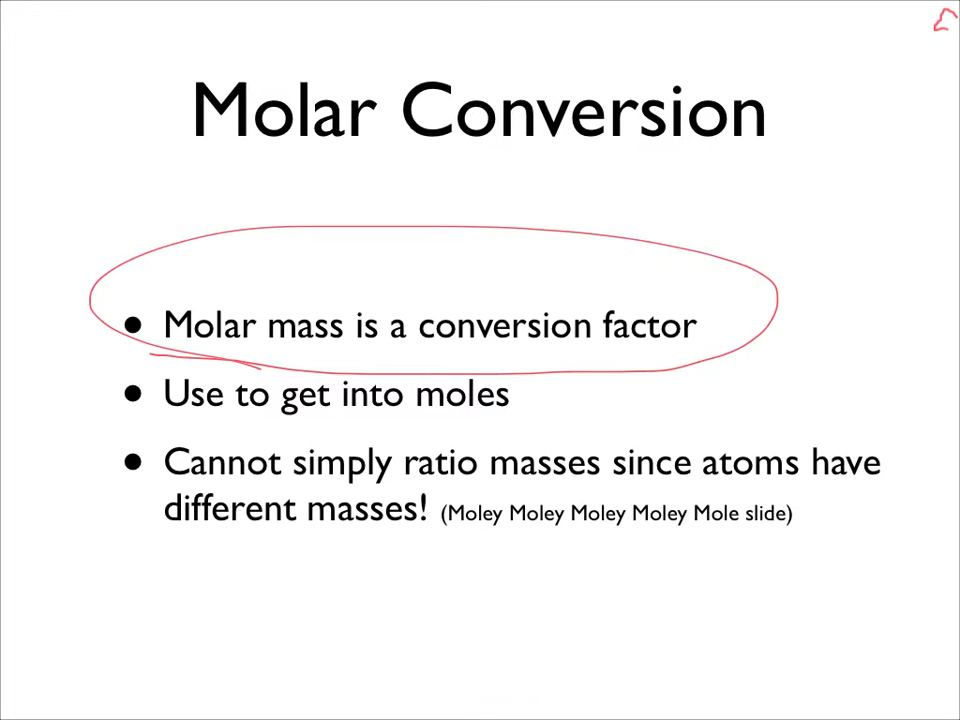 Molar Conversion
• Molar mass is a conversion factor
• Use to get into moles
• Cannot simply ratio masses since atoms have
different masses! (Moley Moley Moley Moley Mole slide)